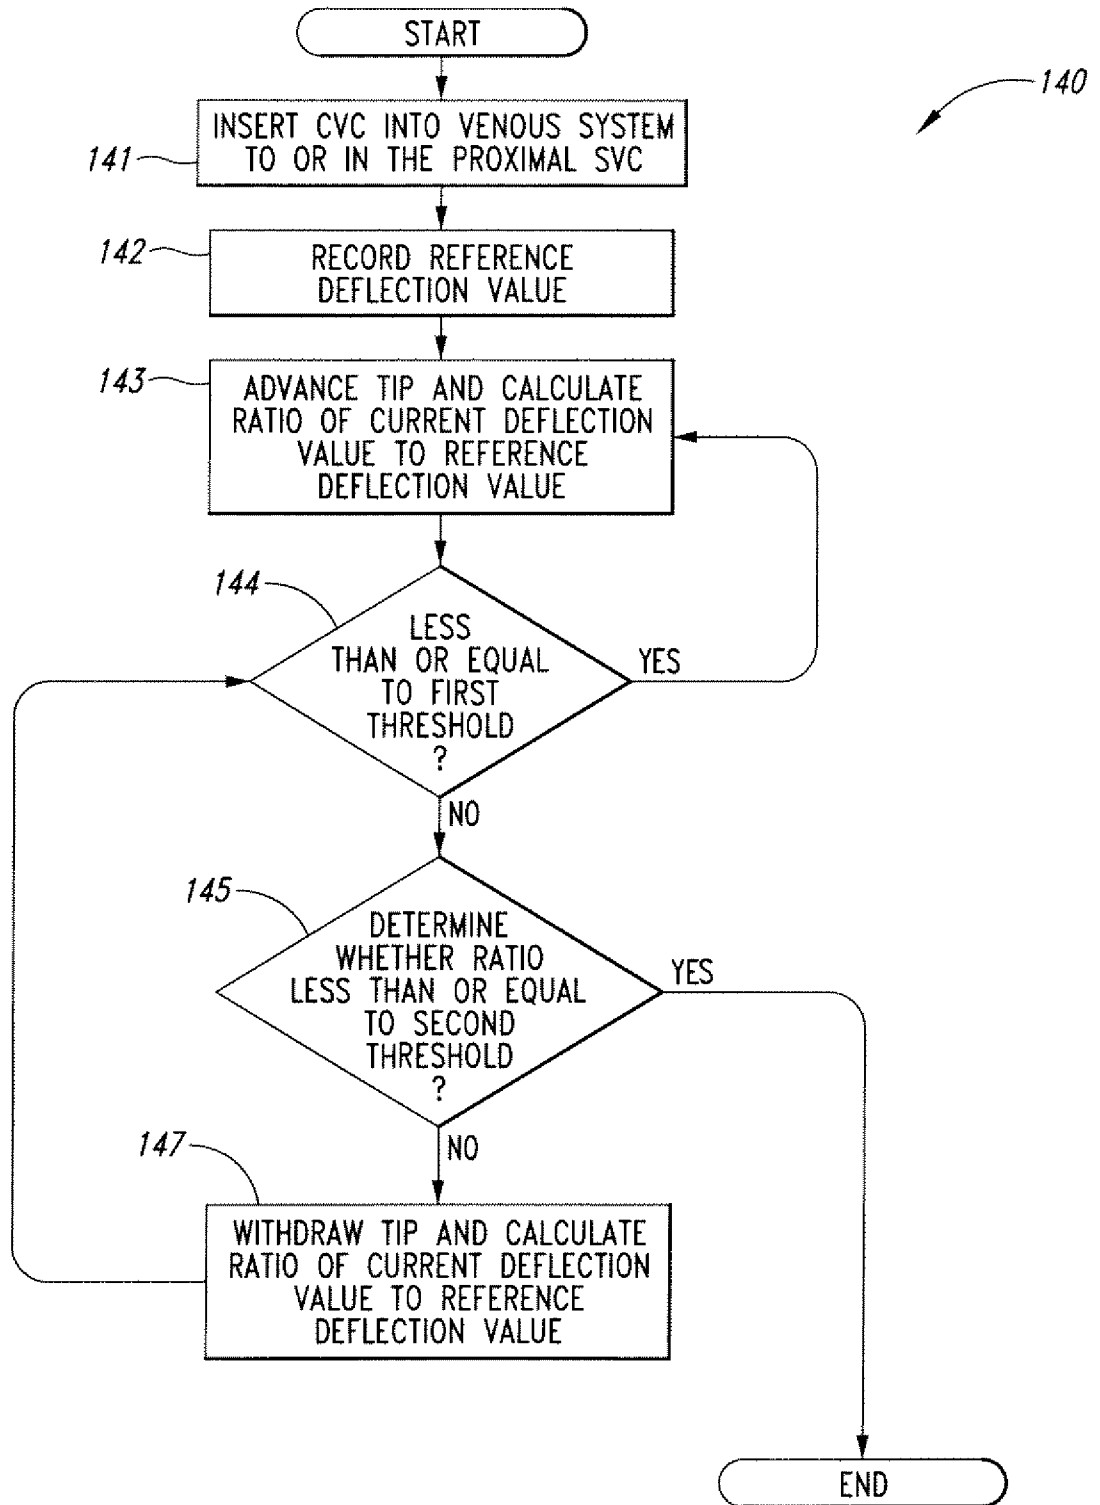 START
140
INSERT CVC INTO VENOUS SYSTEM
TO OR IN THE PROXIMAL SVC
141
142
RECORD REFERENCE
DEFLECTION VALUE
143
ADVANCE TIP AND CALCULATE
RATIO OF CURRENT DEFLECTION
VALUE TO REFERENCE
DEFLECTION VALUE
144
LESS
THAN OR EQUAL
TO FIRST
THRESHOLD
?
YES
NO
145
DETERMINE
WHETHER RATIO
LESS THAN OR EQUAL
TO SECOND
THRESHOLD
?
YES
NO
147
WITHDRAW TIP AND CALCULATE
RATIO OF CURRENT DEFLECTION
VALUE TO REFERENCE
DEFLECTION VALUE
END